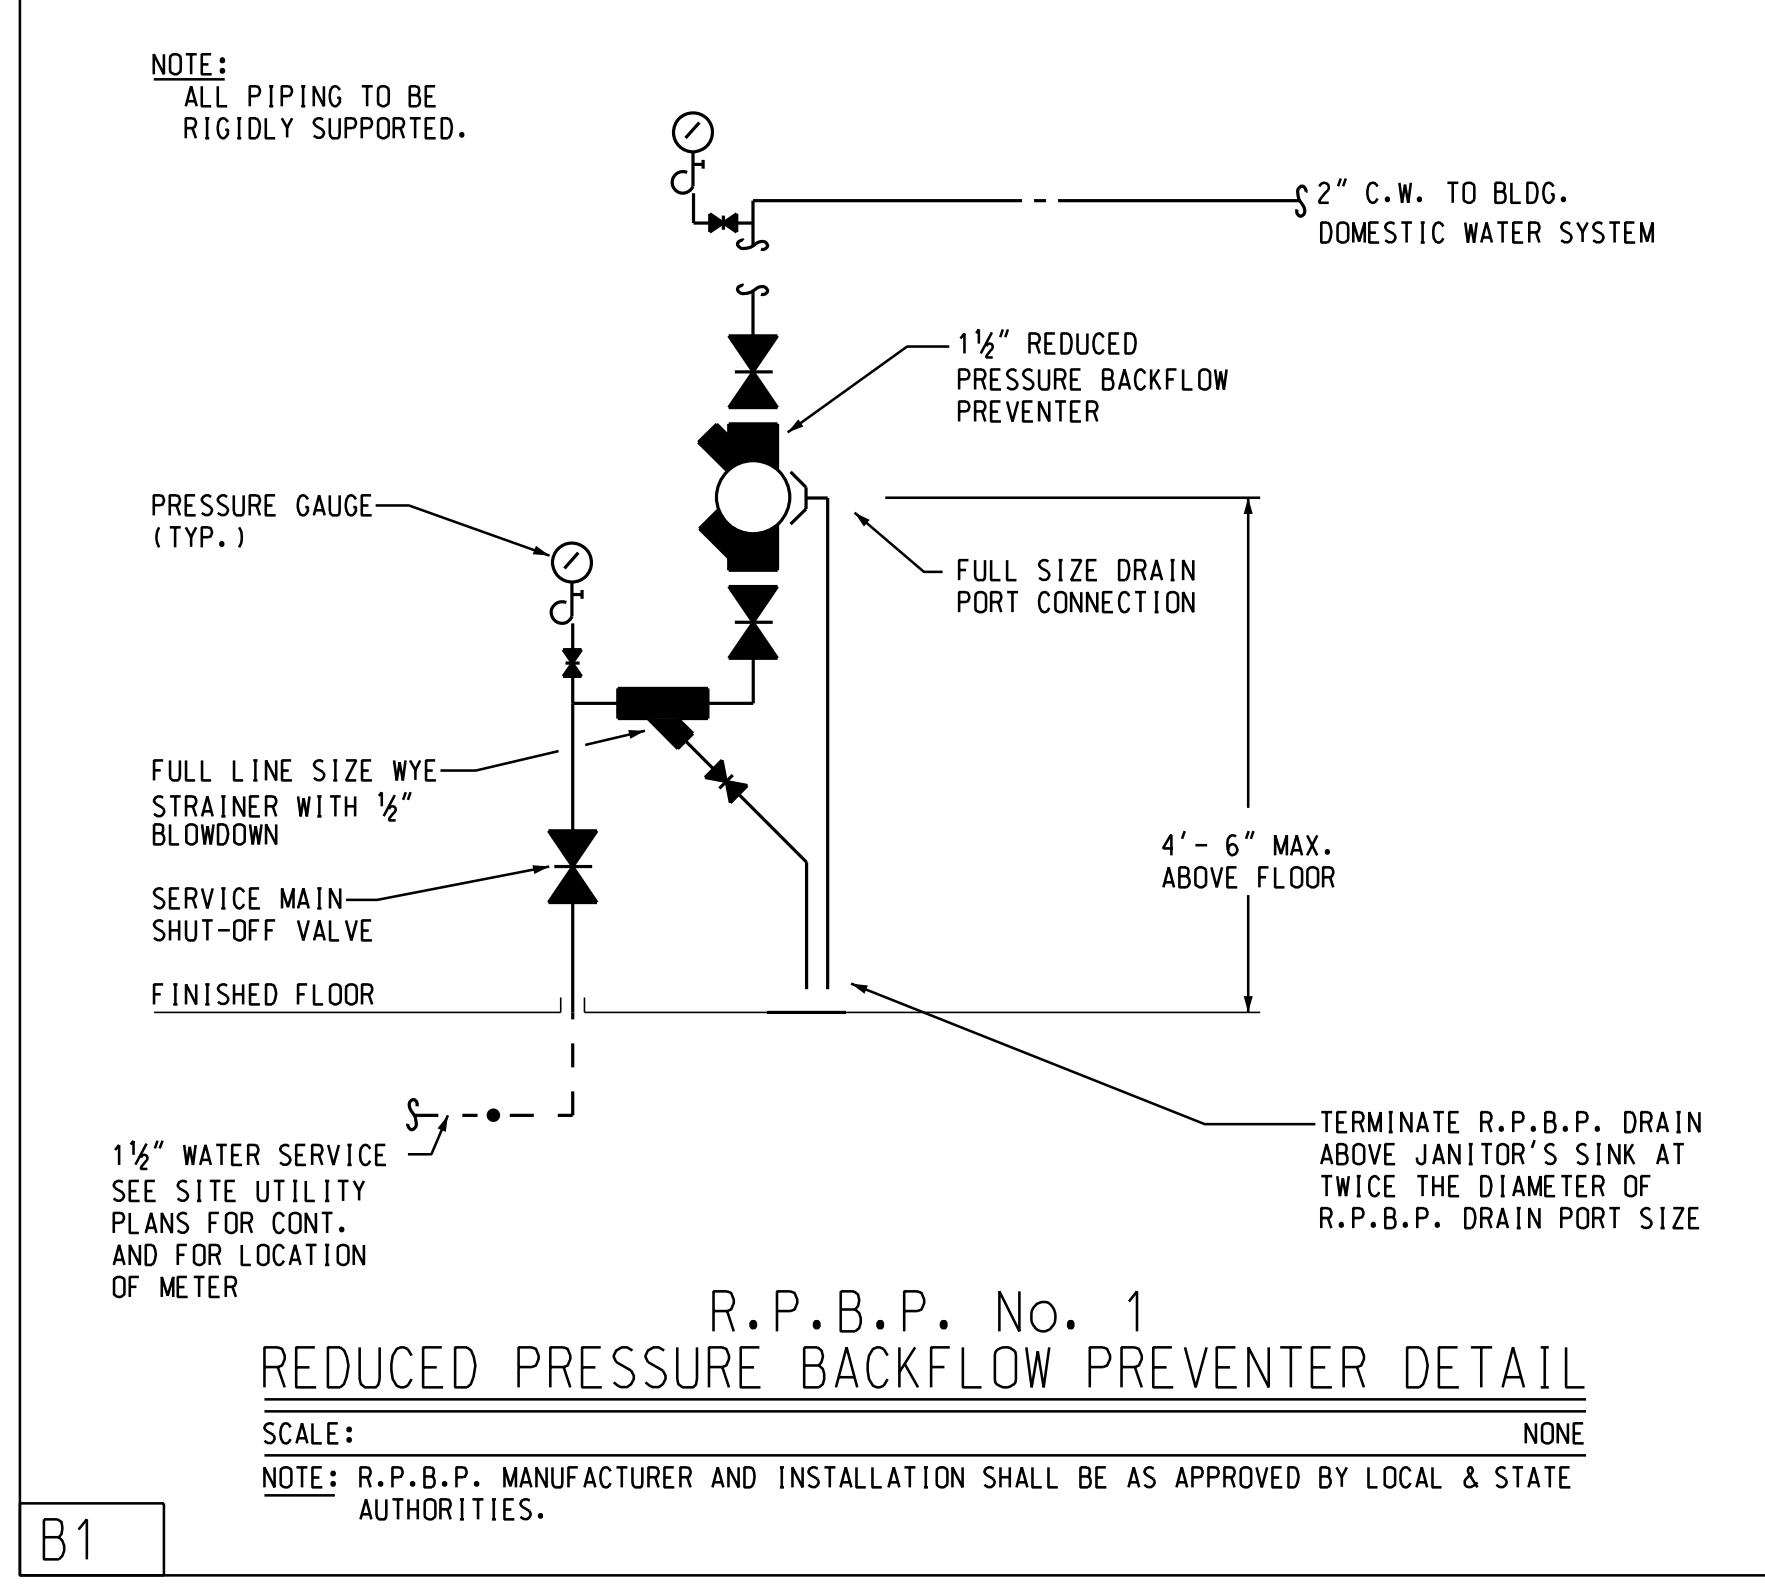 NOTE:
ALL PIPING TO BE
RIGIDLY SUPPORTED.
2" C.W. TO BLDG.
DOMESTIC WATER SYSTEM
1½" REDUCED
PRESSURE BACKFLOW
PREVENTER
PRESSURE GAUGE
(TYP.)
FULL SIZE DRAIN
PORT CONNECTION
FULL LINE SIZE WYE
STRAINER WITH ½"
BLOWDOWN
4'- 6" MAX.
ABOVE FLOOR
SERVICE MAIN
SHUT-OFF VALVE
FINISHED FLOOR
TERMINATE R.P.B.P. DRAIN
ABOVE JANITOR'S SINK AT
TWICE THE DIAMETER OF
R.P.B.P. DRAIN PORT SIZE
1½" WATER SERVICE
SEE SITE UTILITY
PLANS FOR CONT.
AND FOR LOCATION
OF METER
R.P.B.P. No. 1
REDUCED PRESSURE BACKFLOW PREVENTER DETAIL
SCALE: NONE
NOTE: R.P.B.P. MANUFACTURER AND INSTALLATION SHALL BE AS APPROVED BY LOCAL & STATE
AUTHORITIES.
B1